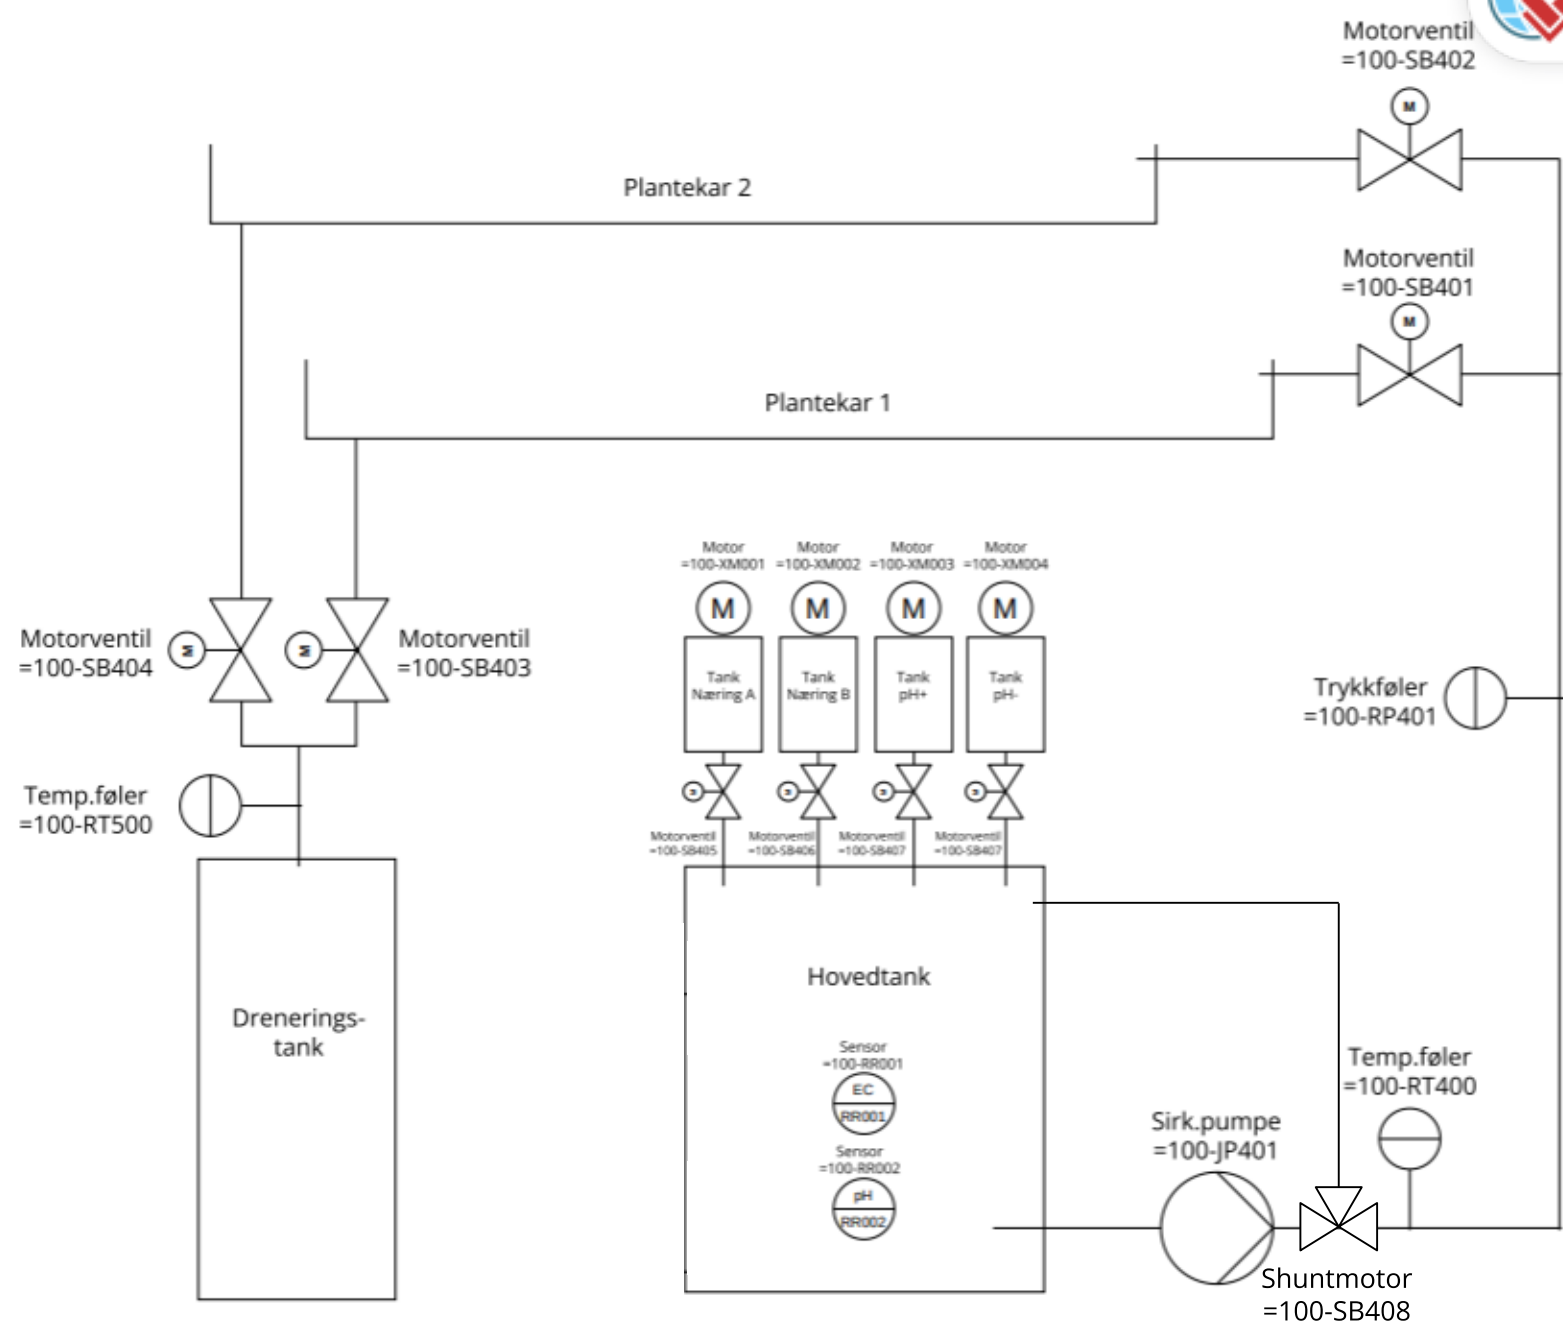 Motorventil
=100-SB402
M
Plantekar 2
Motorventil
=100-SB401
M
Plantekar 1
Motor
=100-XM001
Motor
=100-XM002
Motor
=100-XM003
Motor
=100-XM004
M
M
M
M
Motorventil
=100-SB404
M
M
Motorventil
=100-SB403
Tank
Næring A
Tank
Næring B
Tank
pH+
Tank
pH-
Trykkføler
=100-RP401
Temp.føler
=100-RT500
Motorventil
=100-SB405
Motorventil
=100-SB406
Motorventil
=100-SB407
Motorventil
=100-SB407
Hovedtank
Drenerings-
tank
Sensor
=100-RR001
EC
RR001
Sensor
=100-RR002
pH
RR002
Temp.føler
=100-RT400
Sirk.pumpe
=100-JP401
Shuntmotor
=100-SB408